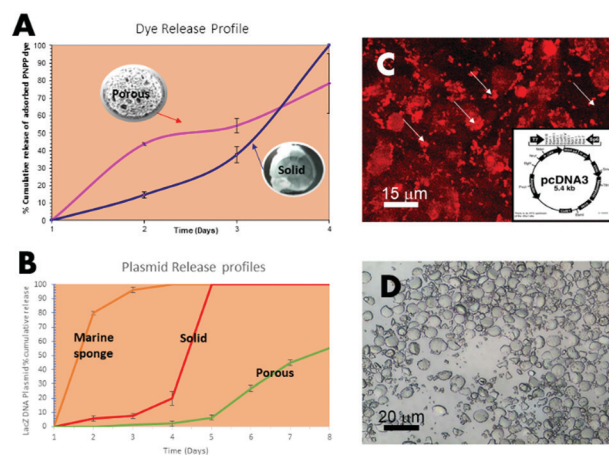 A
Dye Release Profile
% Cumulative release of adsorbed PNPP dye
100
90
80
70
60
50
40
30
20
10
0
Porous
Solid
1
2
3
4
Time (Days)
B
Plasmid Release profiles
LacZ DNA Plasmid % cumulative release
100
90
80
70
60
50
40
30
20
10
0
Marine
sponge
Solid
Porous
1
2
3
4
5
6
7
8
Time (Days)
C
15 µm
pcDNA3
5.4 kb
D
20 µm